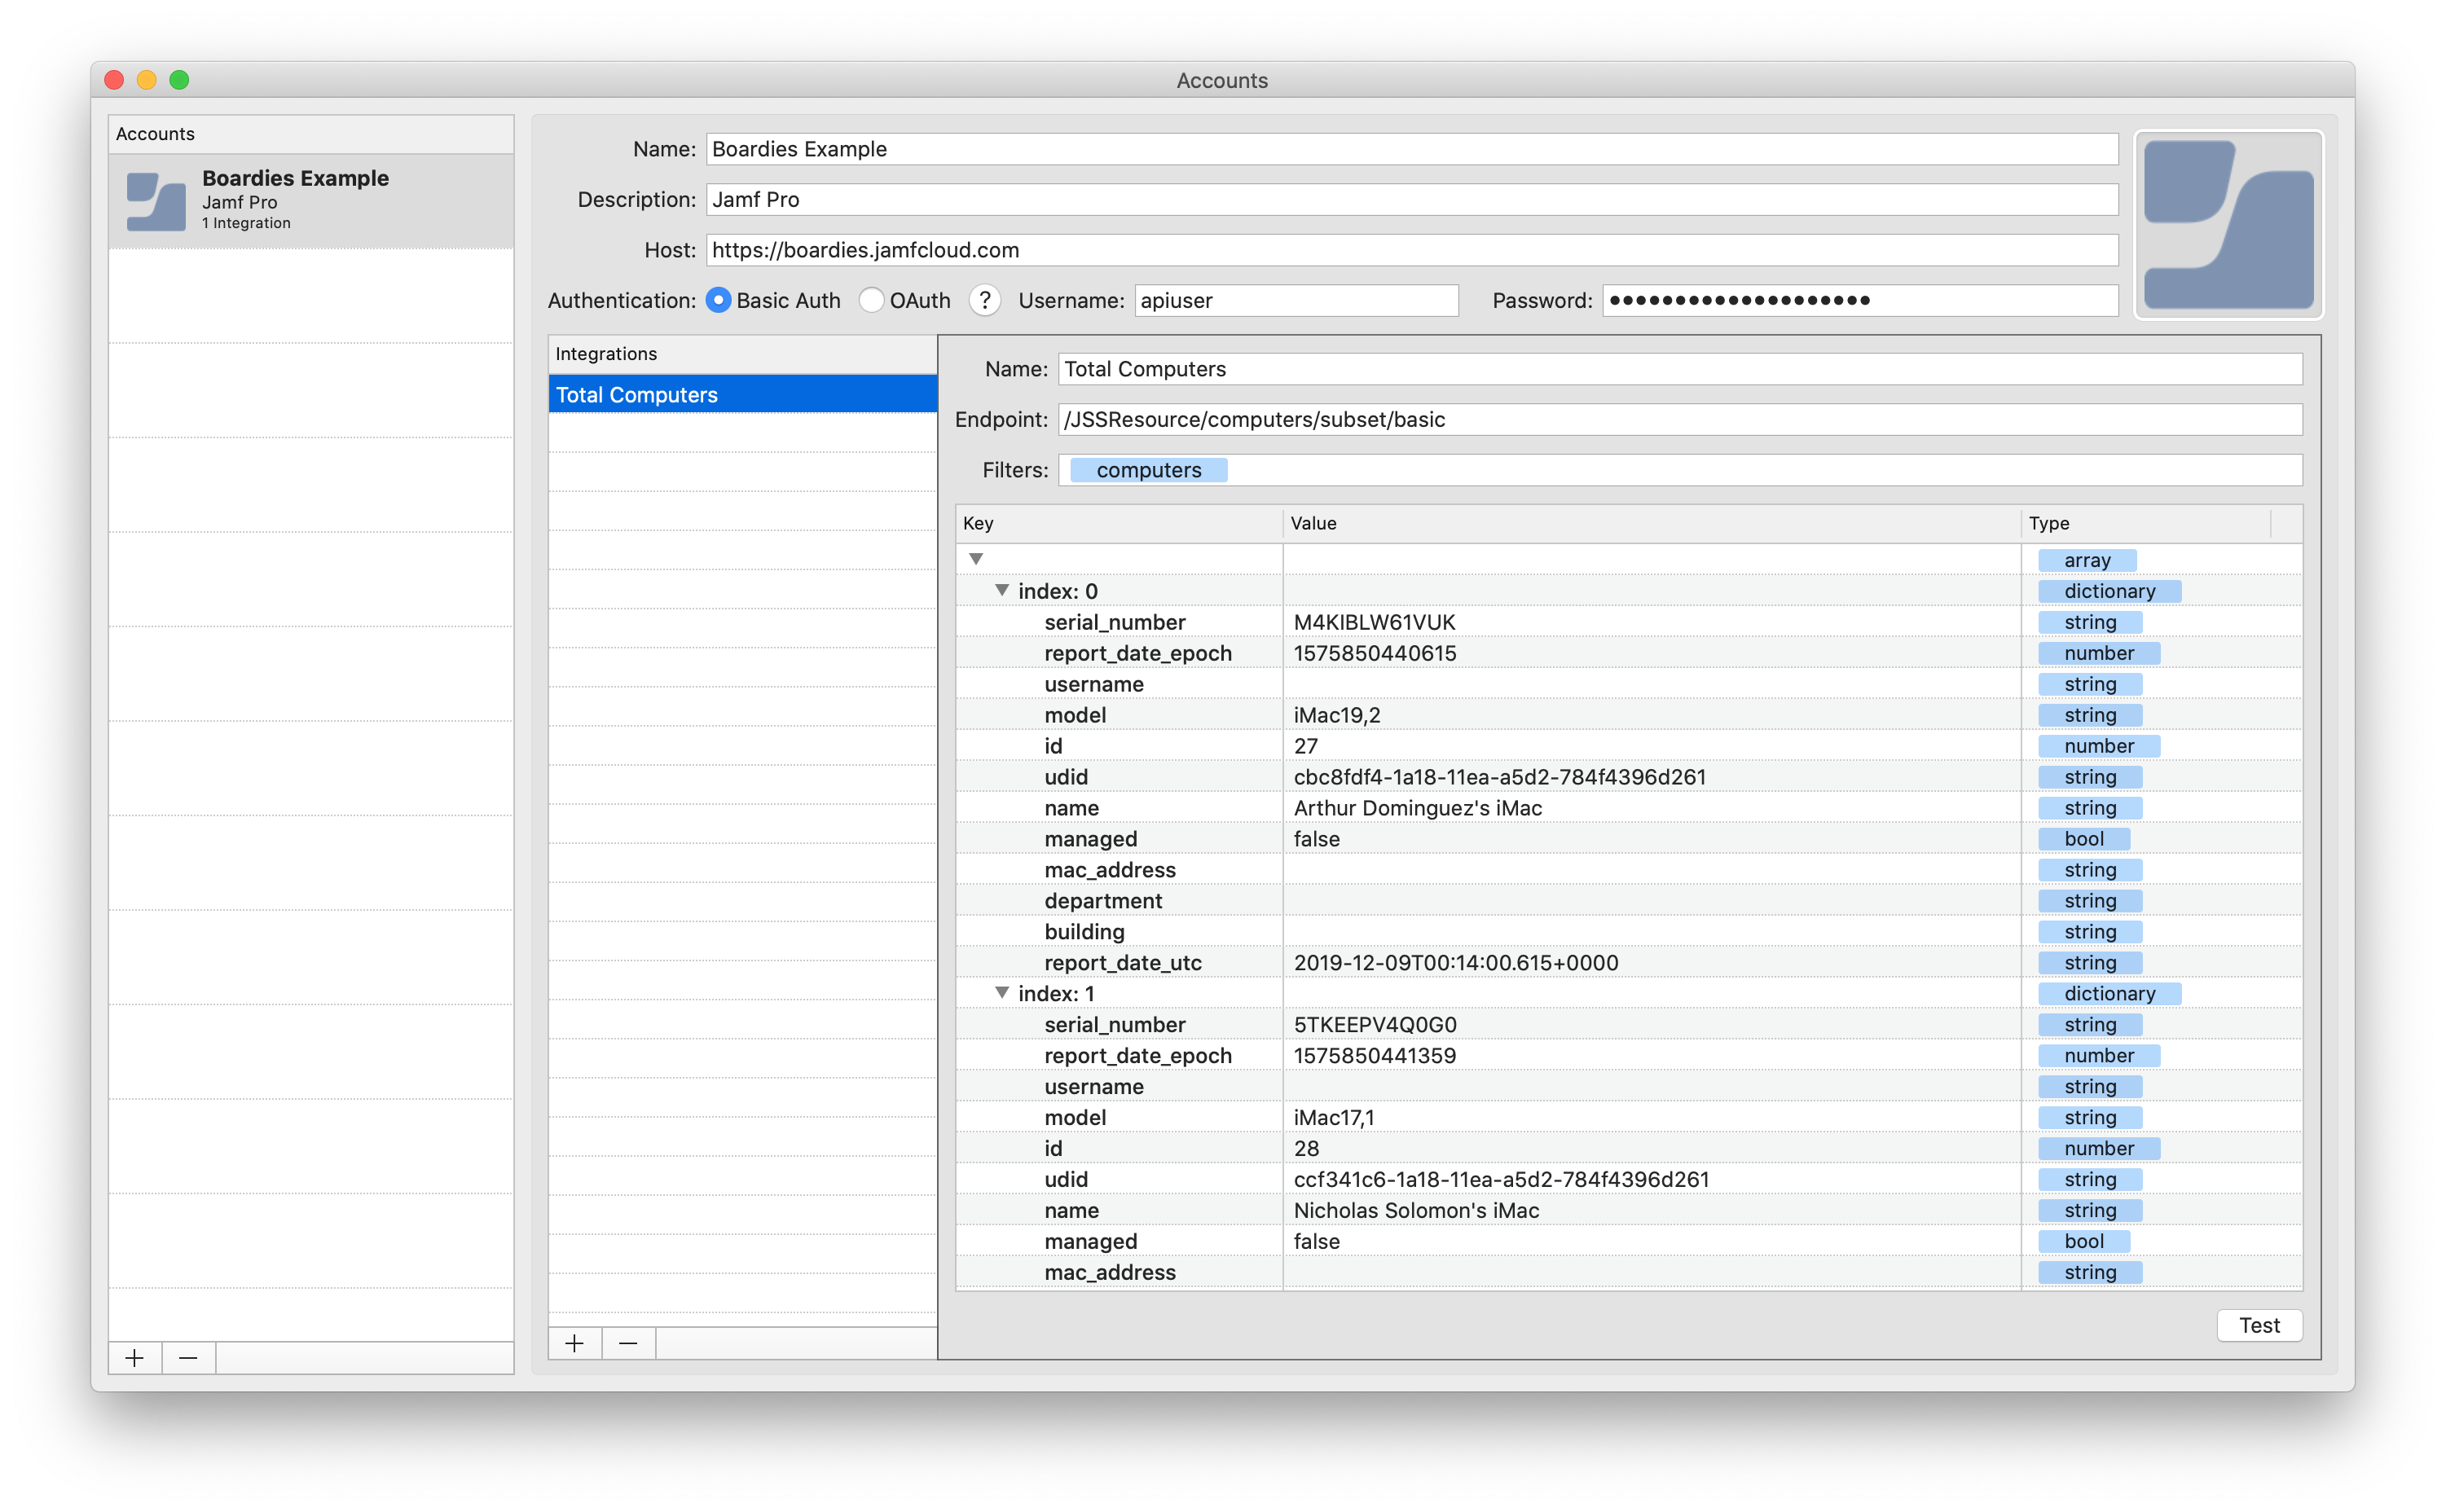 Accounts
Accounts
Boardies Example
Jamf Pro
1 Integration
Name: Boardies Example
Description: Jamf Pro
Host: https://boardies.jamfcloud.com
Authentication: Basic Auth OAuth ? Username: apiuser Password: ••••••••••••••••••••
Integrations
Total Computers
Name: Total Computers
Endpoint: /JSSResource/computers/subset/basic
Filters: computers
Key Value Type
array
index: 0 dictionary
serial_number M4KIBLW61VUK string
report_date_epoch 1575850440615 number
username string
model iMac19,2 string
id 27 number
udid cbc8fdf4-1a18-11ea-a5d2-784f4396d261 string
name Arthur Dominguez's iMac string
managed false bool
mac_address string
department string
building string
report_date_utc 2019-12-09T00:14:00.615+0000 string
index: 1 dictionary
serial_number 5TKEEPV4Q0G0 string
report_date_epoch 1575850441359 number
username string
model iMac17,1 string
id 28 number
udid ccf341c6-1a18-11ea-a5d2-784f4396d261 string
name Nicholas Solomon's iMac string
managed false bool
mac_address string
Test